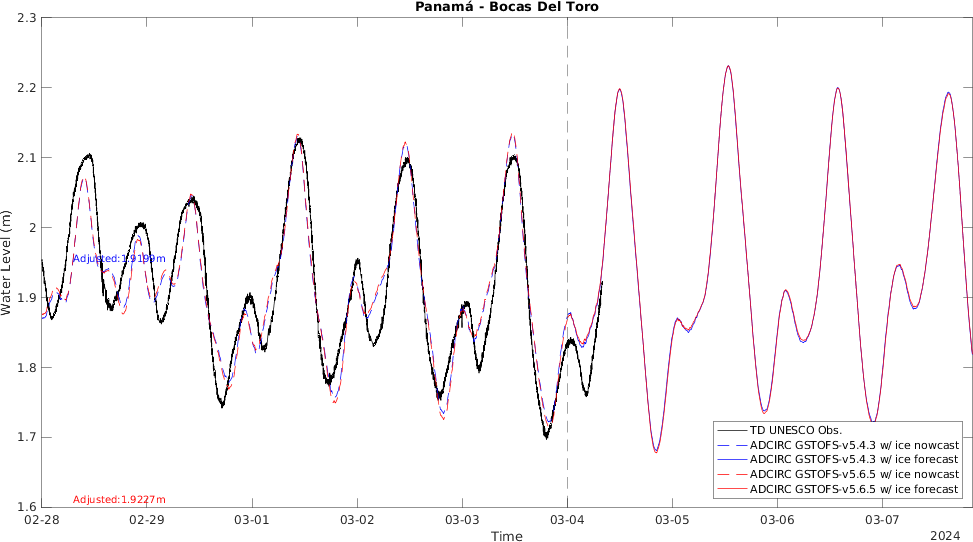 Panamá - Bocas Del Toro
2.3
2.2
2.1
2
1.9
1.8
1.7
1.6
Water Level (m)
Adjusted:1.9199m
Adjusted:1.9227m
TD UNESCO Obs.
ADCIRC GSTOFS-v5.4.3 w/ ice nowcast
ADCIRC GSTOFS-v5.4.3 w/ ice forecast
ADCIRC GSTOFS-v5.6.5 w/ ice nowcast
ADCIRC GSTOFS-v5.6.5 w/ ice forecast
02-28 02-29 03-01 03-02 03-03 03-04 03-05 03-06 03-07
Time
2024